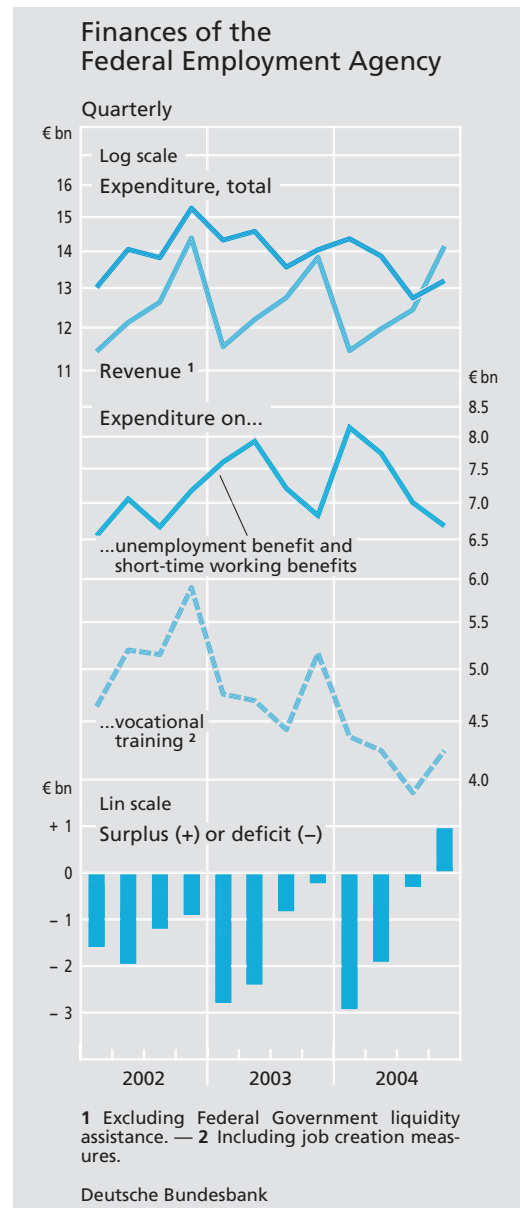 Finances of the
Federal Employment Agency
Quarterly
€ bn
Log scale
16
Expenditure, total
15
14
13
12
11
Revenue ¹
€ bn
8.5
Expenditure on...
8.0
7.5
7.0
6.5
...unemployment benefit and
short-time working benefits
6.0
5.5
5.0
4.5
...vocational
training ²
4.0
€ bn
Lin scale
+ 1
Surplus (+) or deficit (–)
0
– 1
– 2
– 3
2002 2003 2004
1 Excluding Federal Government liquidity
assistance. — 2 Including job creation meas-
ures.
Deutsche Bundesbank